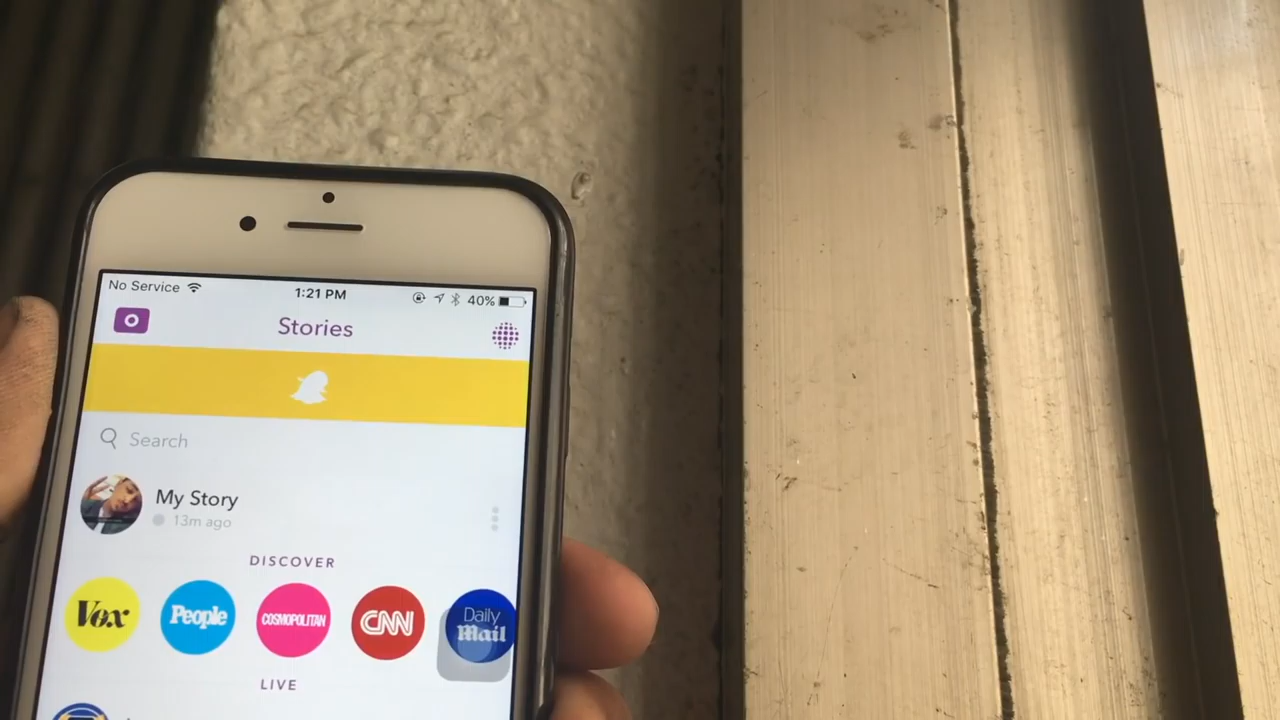 No Service
1:21 PM
40%
Stories
Search
My Story
13m ago
DISCOVER
Vox
People
COSMOPOLITAN
CNN
Daily
Mail
LIVE